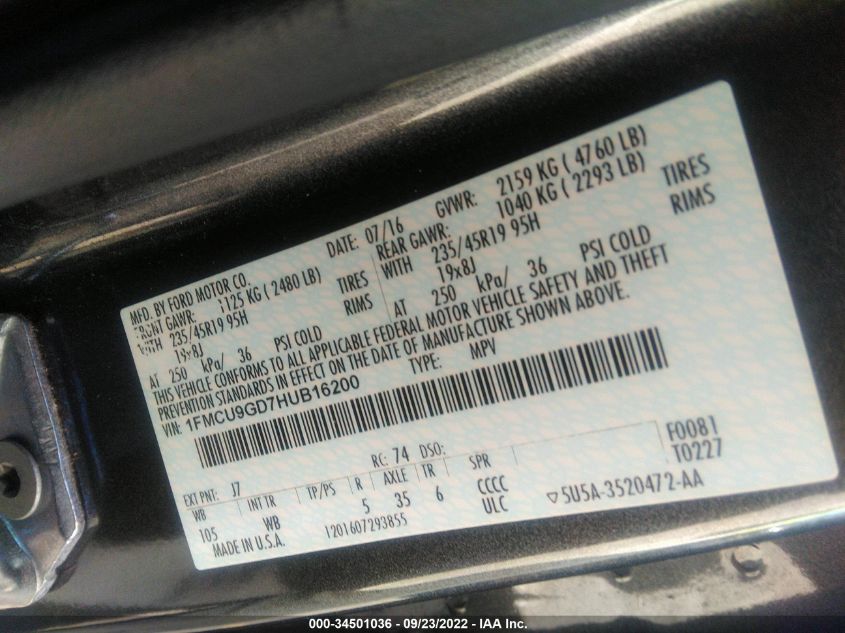 MFD. BY FORD MOTOR CO. DATE: 07/16 GVWR: 2159 KG ( 4760 LB)
FRONT GAWR: 1125 KG ( 2480 LB) REAR GAWR: 1040 KG ( 2293 LB)
WITH 235/45R19 95H TIRES WITH 235/45R19 95H TIRES
19x8J RIMS 19x8J RIMS
AT 250 kPa/ 36 PSI COLD AT 250 kPa/ 36 PSI COLD
THIS VEHICLE CONFORMS TO ALL APPLICABLE FEDERAL MOTOR VEHICLE SAFETY AND THEFT
PREVENTION STANDARDS IN EFFECT ON THE DATE OF MANUFACTURE SHOWN ABOVE.
VIN: 1FMCU9GD7HUB16200 TYPE: MPV
F0081
T0227
RC: 74 DSO:
EXT PNT: J7
WB INT TR TP/PS R AXLE TR SPR
105 WB 5 35 6 CCCC
ULC
MADE IN U.S.A. 1201607293855 5U5A-3520472-AA
000-34501036 - 09/23/2022 - IAA Inc.